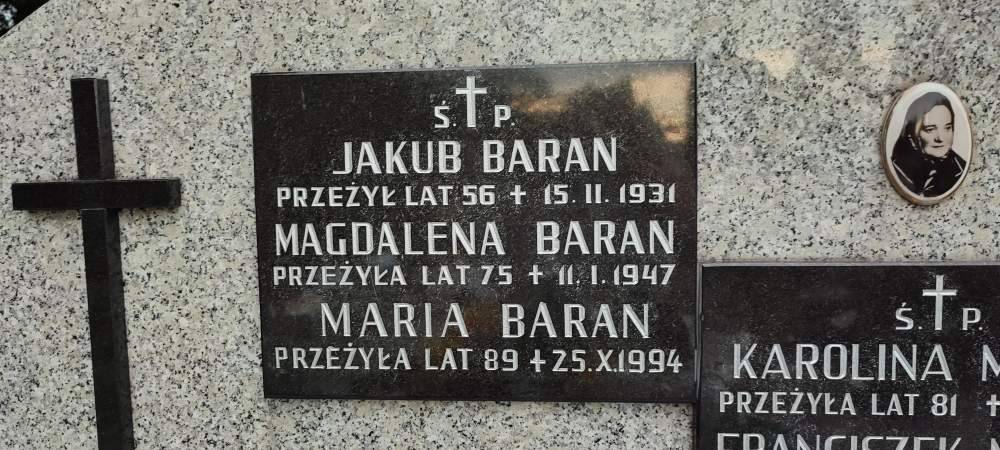 Ś. P.
JAKUB BARAN
PRZEŻYŁ LAT 56 + 15. II. 1931
MAGDALENA BARAN
PRZEŻYŁA LAT 75 + 11. I. 1947
MARIA BARAN
PRZEŻYŁA LAT 89 + 25.X.1994
Ś. P.
KAROLINA
PRZEŻYŁA LAT 81 +
FRANCISZEK